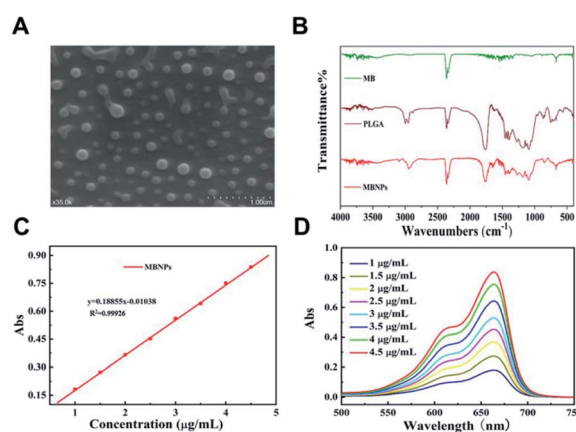 A
x35.0k
1.00um
B
Transmittance%
MB
PLGA
MBNPs
4000 3500 3000 2500 2000 1500 1000 500
Wavenumbers (cm⁻¹)
C
Abs
0.90
0.75
0.60
0.45
0.30
0.15
MBNPs
y=0.18855x-0.01038
R²=0.99926
1 2 3 4 5
Concentration (μg/mL)
D
Abs
1 μg/mL
1.5 μg/mL
2 μg/mL
2.5 μg/mL
3 μg/mL
3.5 μg/mL
4 μg/mL
4.5 μg/mL
1.0
0.8
0.6
0.4
0.2
0.0
500 550 600 650 700 75
Wavelength (nm)